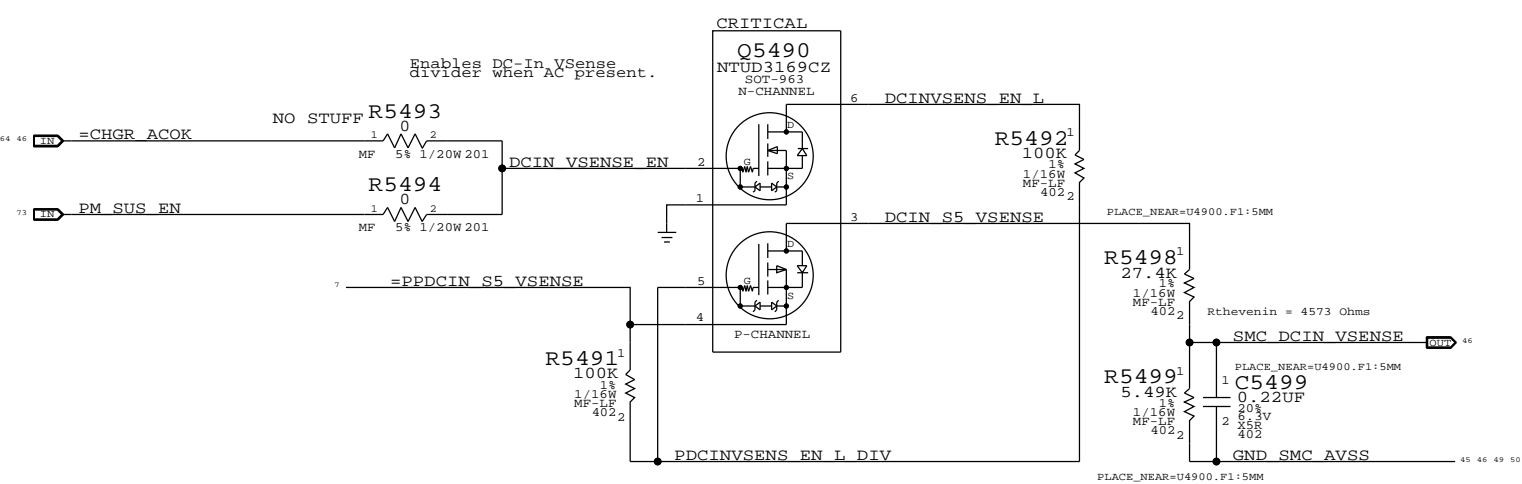 CRITICAL
Enables DC-In VSense
divider when AC present.
Q5490
NTUD3169CZ
SOT-963
N-CHANNEL
D
G
S
6
DCINVSENS_EN_L
64 46
IN
=CHGR_ACOK
NO STUFF
R5493
0
1
2
MF 5% 1/20W 201
DCIN_VSENSE_EN
2
R5494
0
1
2
MF 5% 1/20W 201
73
IN
PM_SUS_EN
1
R5492
1
100K
1%
1/16W
MF-LF
402
2
3
DCIN_S5_VSENSE
PLACE_NEAR=U4900.F1:5MM
D
G
S
P-CHANNEL
7
=PPDCIN_S5_VSENSE
5
4
R5498
1
27.4K
1%
1/16W
MF-LF
402
2
Rthevenin = 4573 Ohms
SMC_DCIN_VSENSE
OUT
46
R5491
1
100K
1%
1/16W
MF-LF
402
2
PLACE_NEAR=U4900.F1:5MM
R5499
1
5.49K
1%
1/16W
MF-LF
402
2
1
C5499
0.22UF
20%
6.3V
X5R
402
2
PDCINVSENS_EN_L_DIV
GND_SMC_AVSS
45 46 49 50
PLACE_NEAR=U4900.F1:5MM